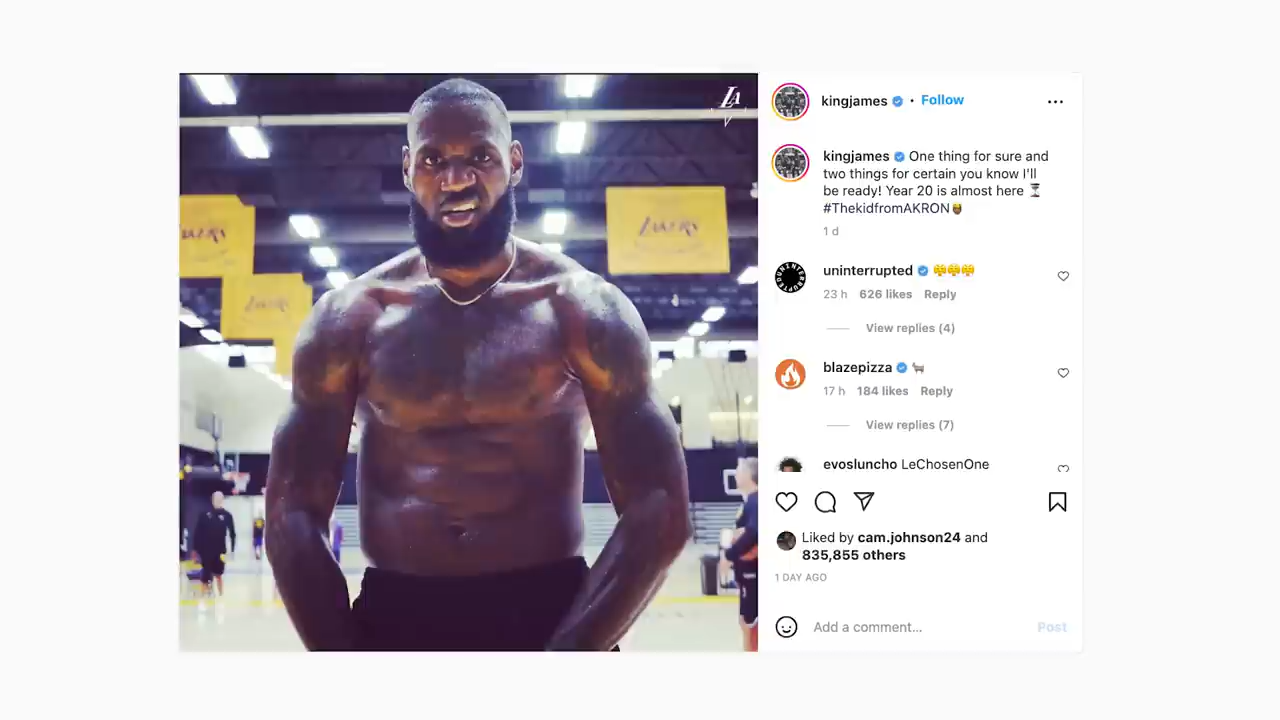 LA
LAKERS
LAKERS
LAKERS
kingjames • Follow
kingjames One thing for sure and
two things for certain you know I'll
be ready! Year 20 is almost here ⏳
#ThekidfromAKRON🤴🏾
1 d
UNINTERRUPTED
uninterrupted 😤😤😤
23 h 626 likes Reply
View replies (4)
blazepizza 🐐
17 h 184 likes Reply
View replies (7)
evosluncho LeChosenOne
Liked by cam.johnson24 and
835,855 others
1 DAY AGO
Add a comment...
Post